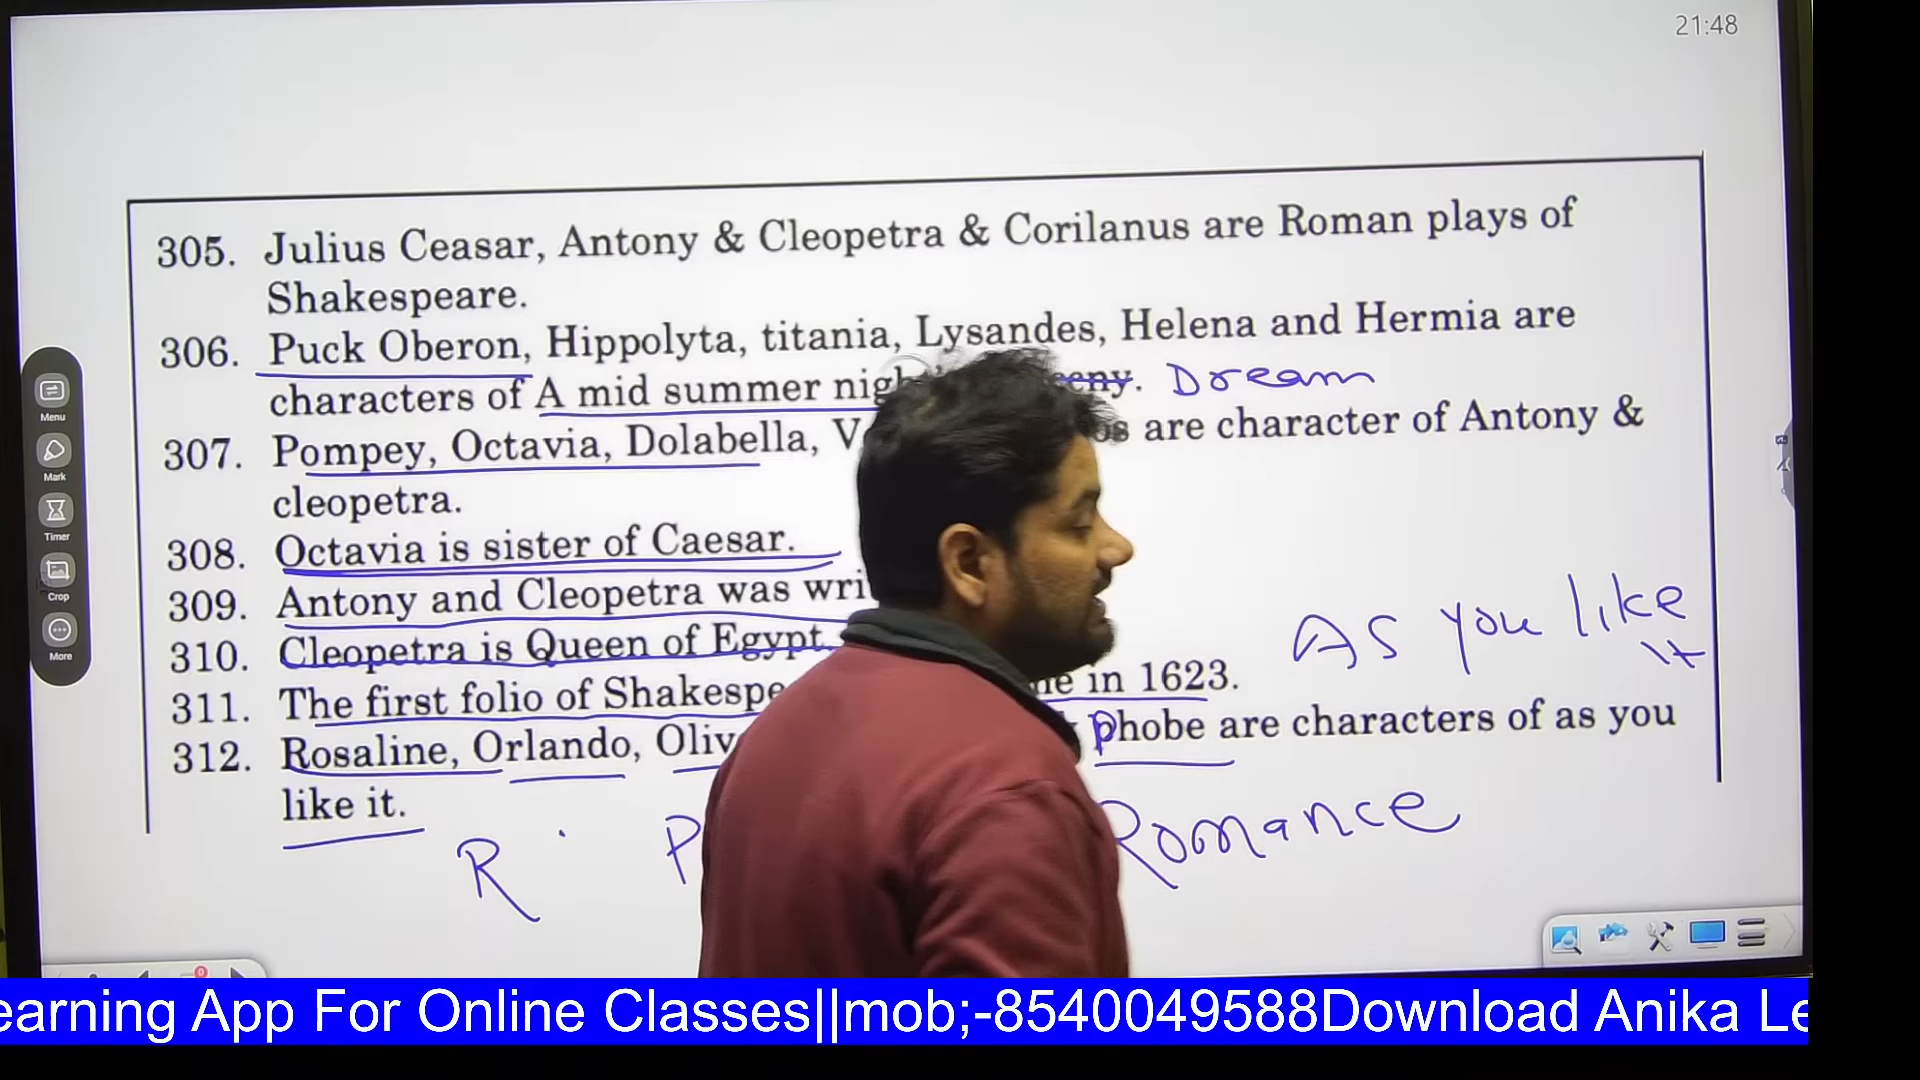 21:48
305. Julius Ceasar, Antony & Cleopetra & Corilanus are Roman plays of
Shakespeare.
306. Puck Oberon, Hippolyta, titania, Lysandes, Helena and Hermia are
characters of A mid summer Dream
307. Pompey, Octavia, Dolabella, are character of Antony &
cleopetra.
308. Octavia is sister of Caesar.
309. Antony and Cleopetra was
310. Cleopetra is Queen of Egypt.
As you like
It
311. The first folio of in 1623.
312. Rosaline, Orlando, phobe are characters of as you
like it.
R P Romance
Menu
Mark
Timer
Crop
More
0
earning App For Online Classes||mob;-8540049588Download Anika Le